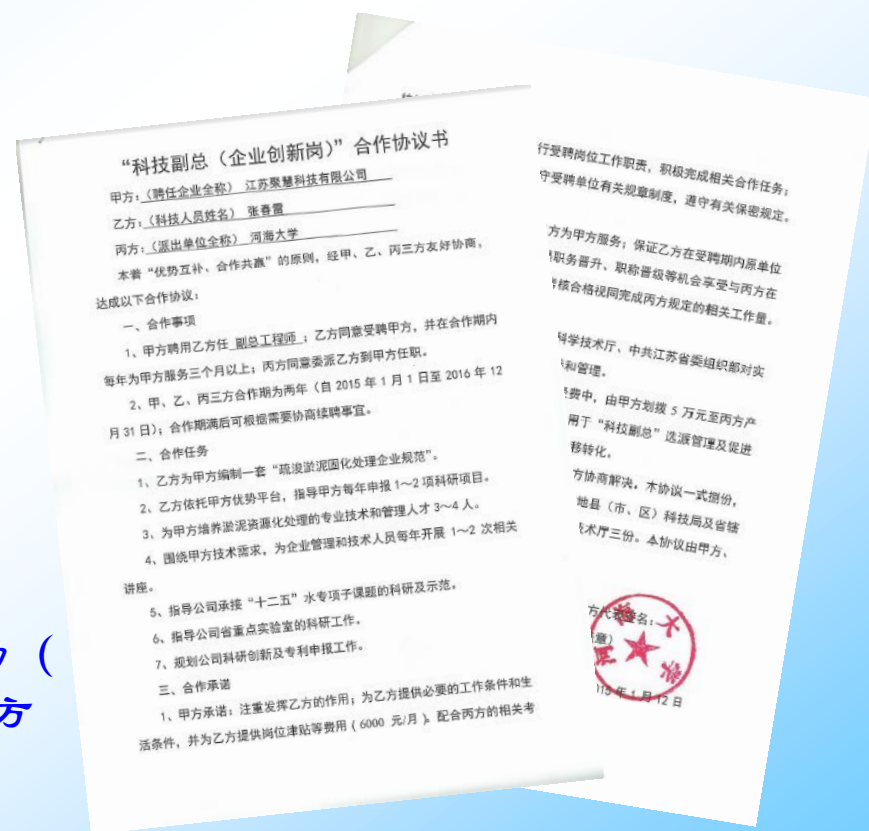 “科技副总（企业创新岗）”合作协议书
甲方：（聘任企业全称） 江苏聚慧科技有限公司
乙方：（科技人员姓名） 张春雷
丙方：（派出单位全称） 河海大学
本着“优势互补、合作共赢”的原则，经甲、乙、丙三方友好协商，
达成以下合作协议：
一、合作事项
1、甲方聘用乙方任 副总工程师 ；乙方同意受聘甲方，并在合作期内
每年为甲方服务三个月以上；丙方同意委派乙方到甲方任职。
2、甲、乙、丙三方合作期为两年（自 2015 年 1 月 1 日至 2016 年 12
月 31 日）；合作期满后可根据需要协商续聘事宜。
二、合作任务
1、乙方为甲方编制一套“疏浚淤泥固化处理企业规范”。
2、乙方依托甲方优势平台，指导甲方每年申报 1～2 项科研项目。
3、为甲方培养淤泥资源化处理的专业技术和管理人才 3～4 人。
4、围绕甲方技术需求，为企业管理和技术人员每年开展 1～2 次相关
讲座。
5、指导公司承接“十二五”水专项子课题的科研及示范。
6、指导公司省重点实验室的科研工作。
7、规划公司科研创新及专利申报工作。
三、合作承诺
1、甲方承诺：注重发挥乙方的作用；为乙方提供必要的工作条件和生
活条件，并为乙方提供岗位津贴等费用（6000 元/月）。配合丙方的相关考
行受聘岗位工作职责，积极完成相关合作任务；
守受聘单位有关规章制度，遵守有关保密规定。
方为甲方服务；保证乙方在受聘期内原单位
职务晋升、职称晋级等机会享受与丙方在
核合格视同完成丙方规定的相关工作量。
科学技术厅、中共江苏省委组织部对实
和管理。
费中，由甲方划拨 5 万元至丙方产
用于“科技副总”选派管理及促进
移转化。
方协商解决。本协议一式捌份，
地县（市、区）科技局及省辖
技术厅三份。本协议由甲方、
方代表签名：
章）
015 年 1 月 12 日
（
方